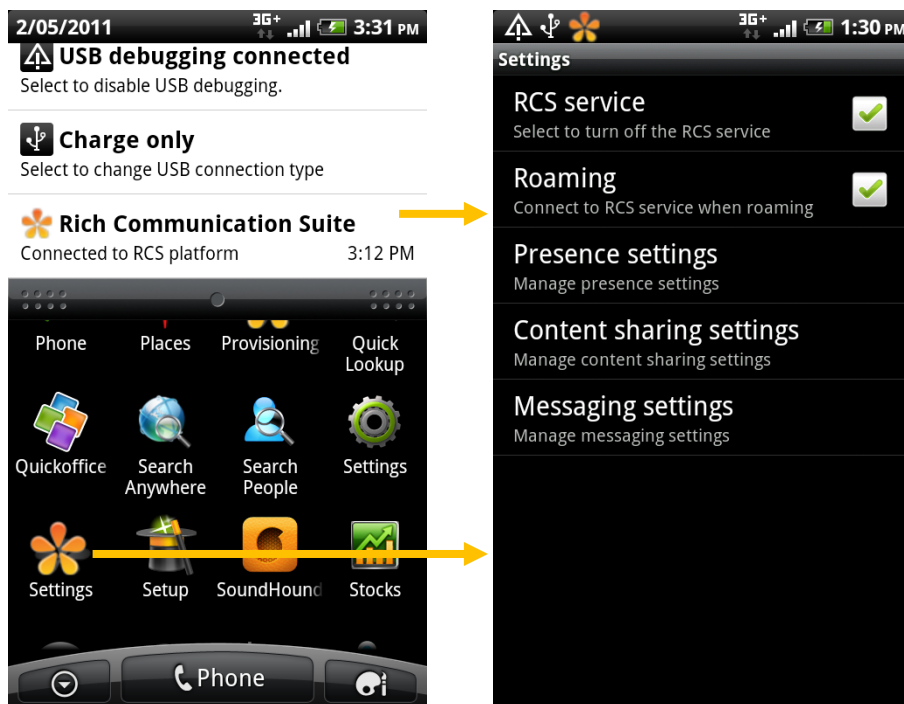 2/05/2011 3G+ 3:31 PM
USB debugging connected
Select to disable USB debugging.
Charge only
Select to change USB connection type
Rich Communication Suite
Connected to RCS platform 3:12 PM
Phone Places Provisioning Quick
Lookup
Quickoffice Search Search Settings
Anywhere People
Settings Setup SoundHound Stocks
Phone
3G+ 1:30 PM
Settings
RCS service
Select to turn off the RCS service
Roaming
Connect to RCS service when roaming
Presence settings
Manage presence settings
Content sharing settings
Manage content sharing settings
Messaging settings
Manage messaging settings